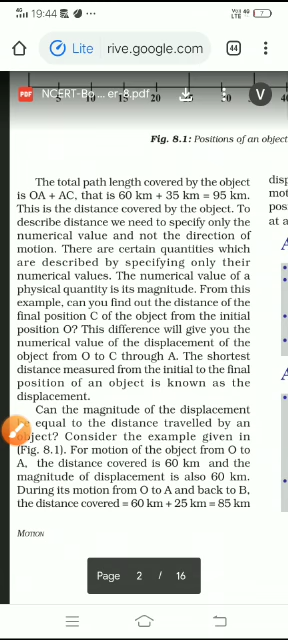 19:44
Lite rive.google.com 44
PDF NCERT-Bo... er-8.pdf V
20
Fig. 8.1: Positions of an object
The total path length covered by the object
is OA + AC, that is 60 km + 35 km = 95 km.
This is the distance covered by the object. To
describe distance we need to specify only the
numerical value and not the direction of
motion. There are certain quantities which
are described by specifying only their
numerical values. The numerical value of a
physical quantity is its magnitude. From this
example, can you find out the distance of the
final position C of the object from the initial
position O? This difference will give you the
numerical value of the displacement of the
object from O to C through A. The shortest
distance measured from the initial to the final
position of an object is known as the
displacement.
Can the magnitude of the displacement
equal to the distance travelled by an
object? Consider the example given in
(Fig. 8.1). For motion of the object from O to
A, the distance covered is 60 km and the
magnitude of displacement is also 60 km.
During its motion from O to A and back to B,
the distance covered = 60 km + 25 km = 85 km
MOTION
disp
mot
pos
at a
A
A
Page 2 / 16